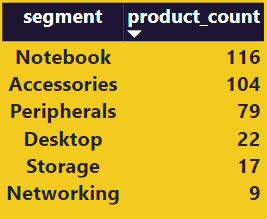 segment product_count
Notebook 116
Accessories 104
Peripherals 79
Desktop 22
Storage 17
Networking 9